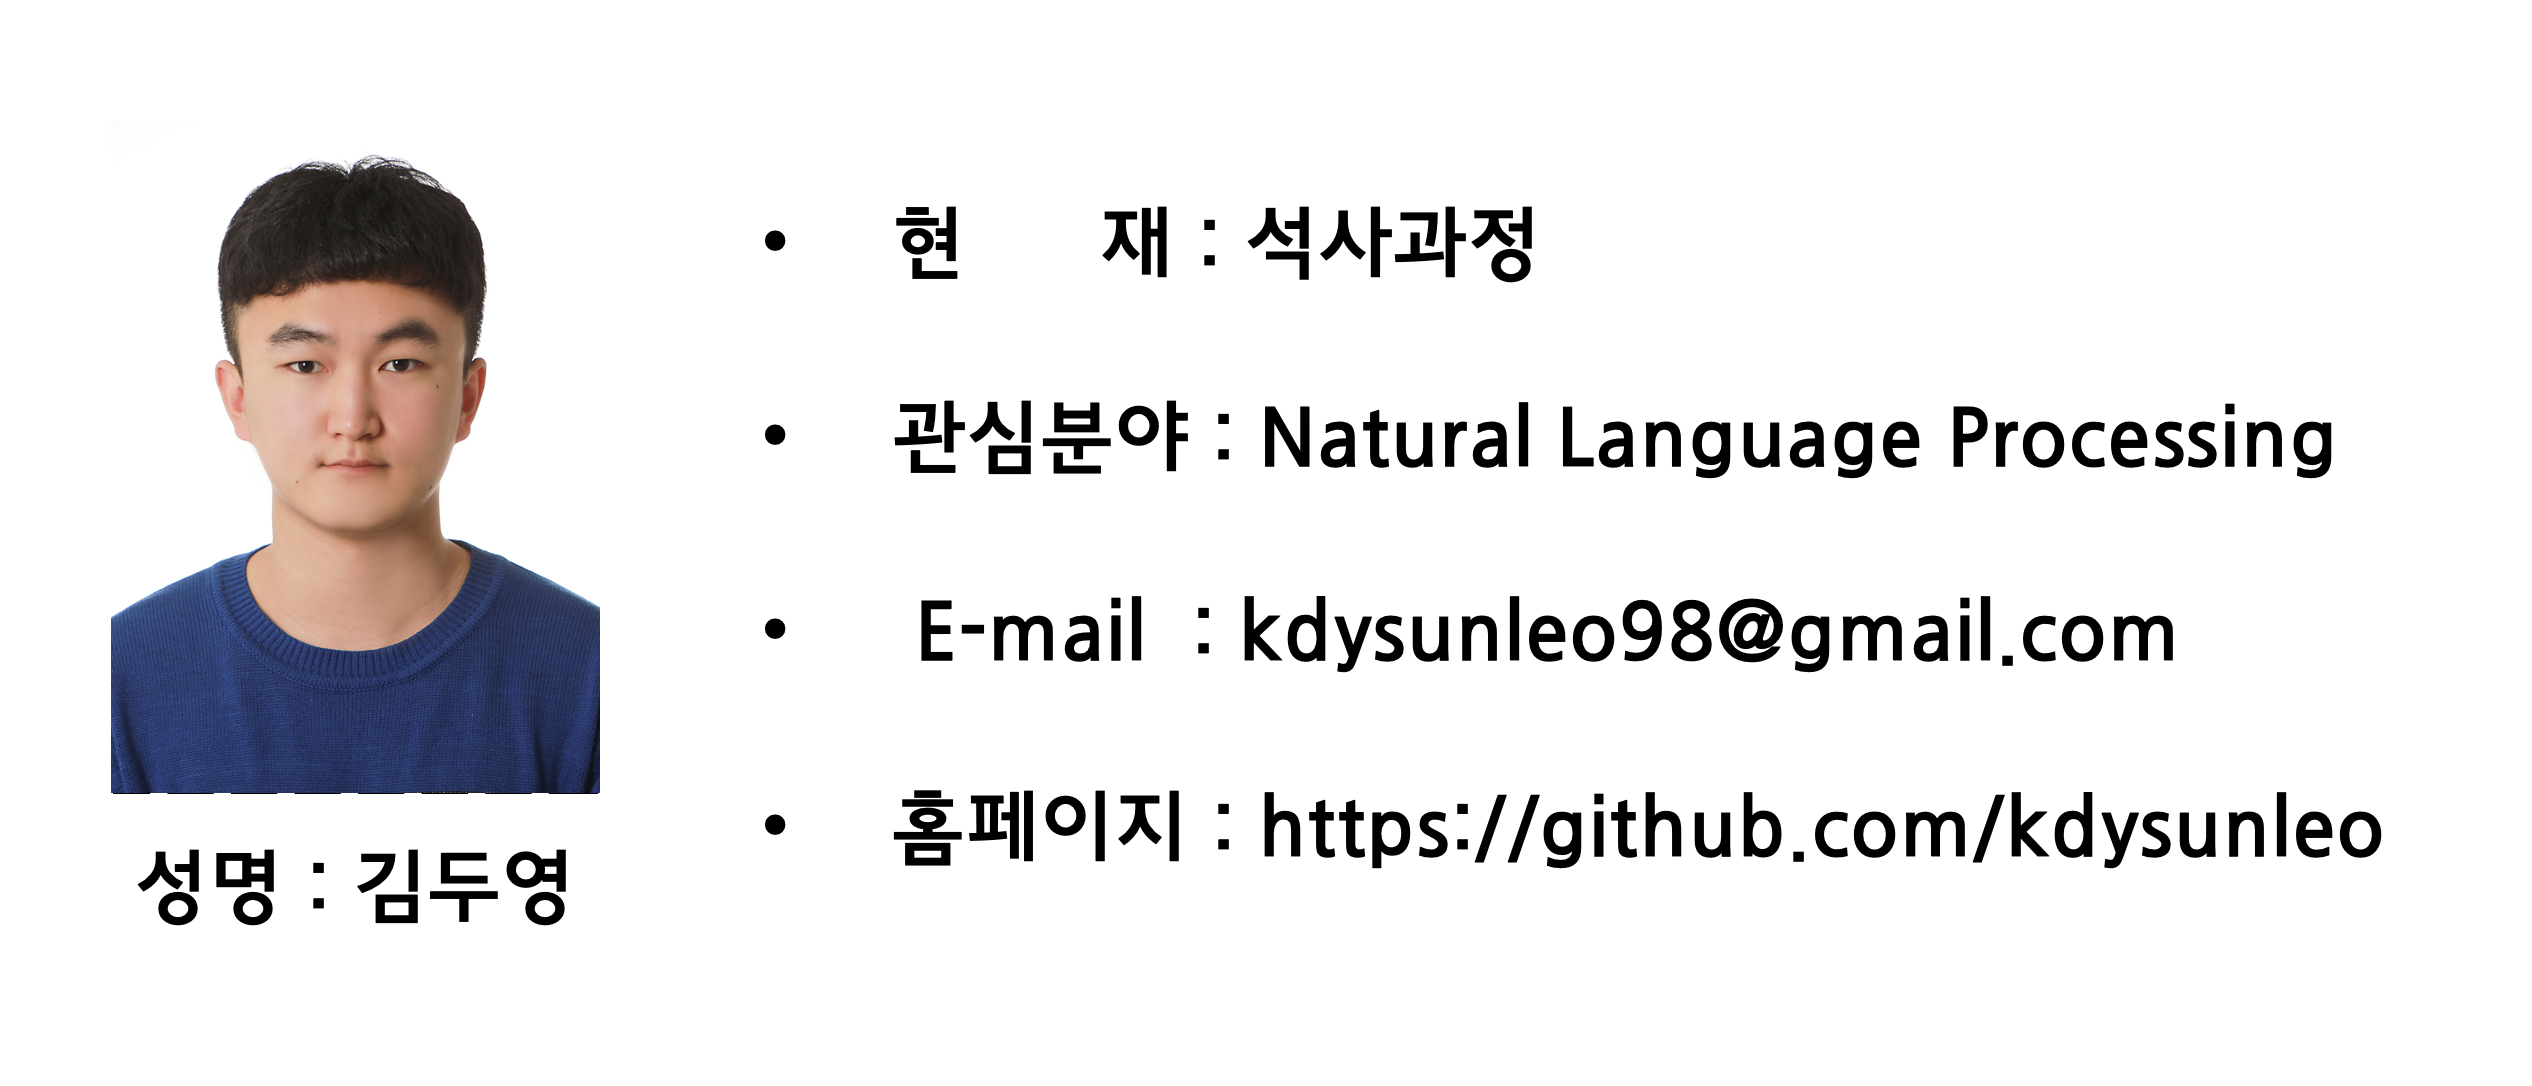 현 재 : 석사과정
관심분야 : Natural Language Processing
E-mail : kdysunleo98@gmail.com
홈페이지 : https://github.com/kdysunleo
성명 : 김두영